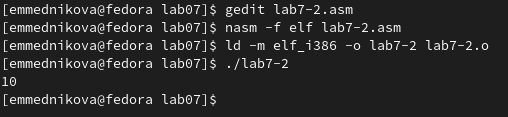 [emmednikova@fedora lab07]$ gedit lab7-2.asm
[emmednikova@fedora lab07]$ nasm -f elf lab7-2.asm
[emmednikova@fedora lab07]$ ld -m elf_i386 -o lab7-2 lab7-2.o
[emmednikova@fedora lab07]$ ./lab7-2
10
[emmednikova@fedora lab07]$